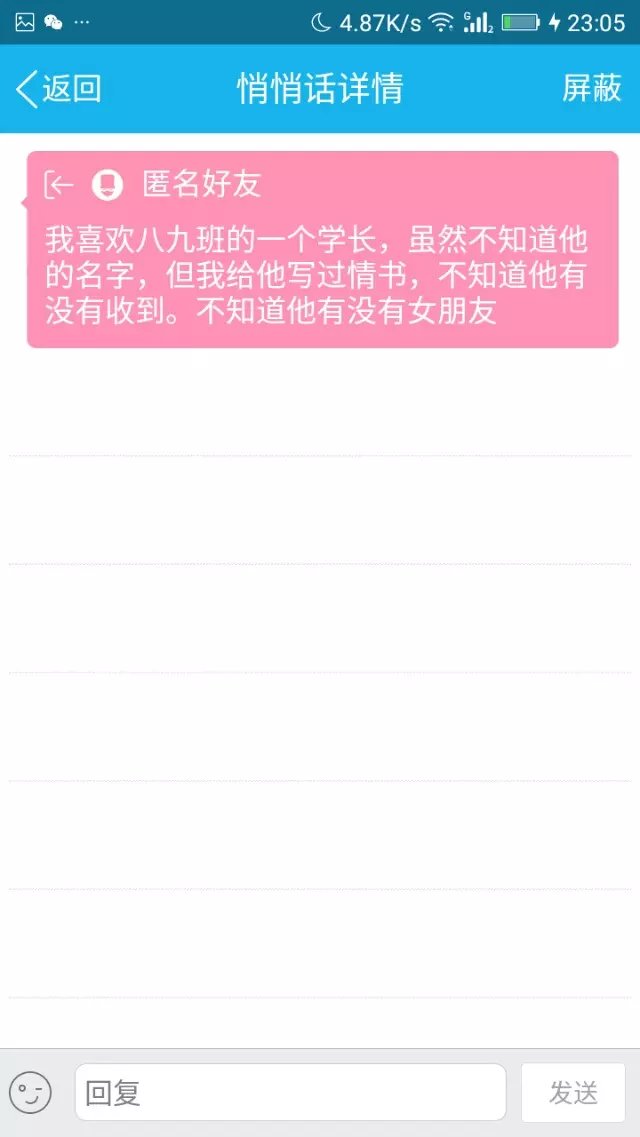 4.87K/s
G
2
23:05
返回
悄悄话详情
屏蔽
匿名好友
我喜欢八九班的一个学长，虽然不知道他
的名字，但我给他写过情书，不知道他有
没有收到。不知道他有没有女朋友
回复
发送